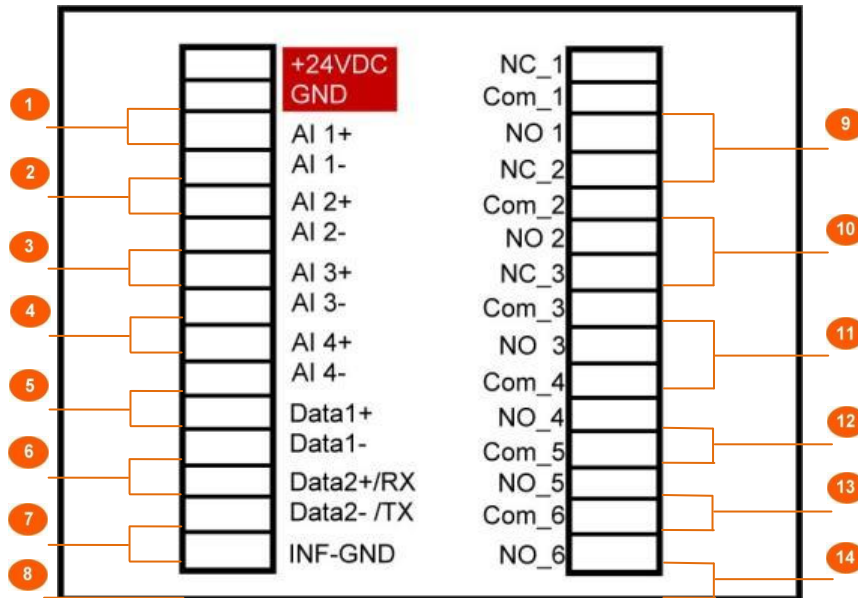 +24VDC
GND
AI 1+
AI 1-
AI 2+
AI 2-
AI 3+
AI 3-
AI 4+
AI 4-
Data1+
Data1-
Data2+/RX
Data2- /TX
INF-GND
NC_1
Com_1
NO 1
NC_2
Com_2
NO 2
NC_3
Com_3
NO 3
Com_4
NO_4
Com_5
NO_5
Com_6
NO_6
1
2
3
4
5
6
7
8
9
10
11
12
13
14